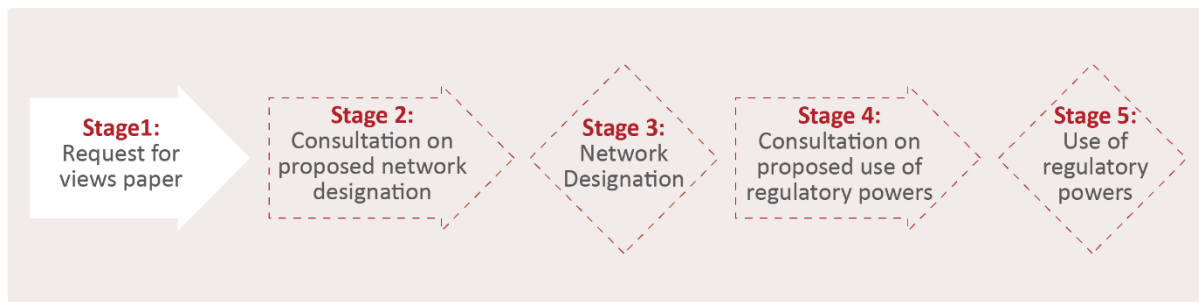 Stage1:
Request for
views paper
Stage 2:
Consultation on
proposed network
designation
Stage 3:
Network
Designation
Stage 4:
Consultation on
proposed use of
regulatory powers
Stage 5:
Use of
regulatory
powers